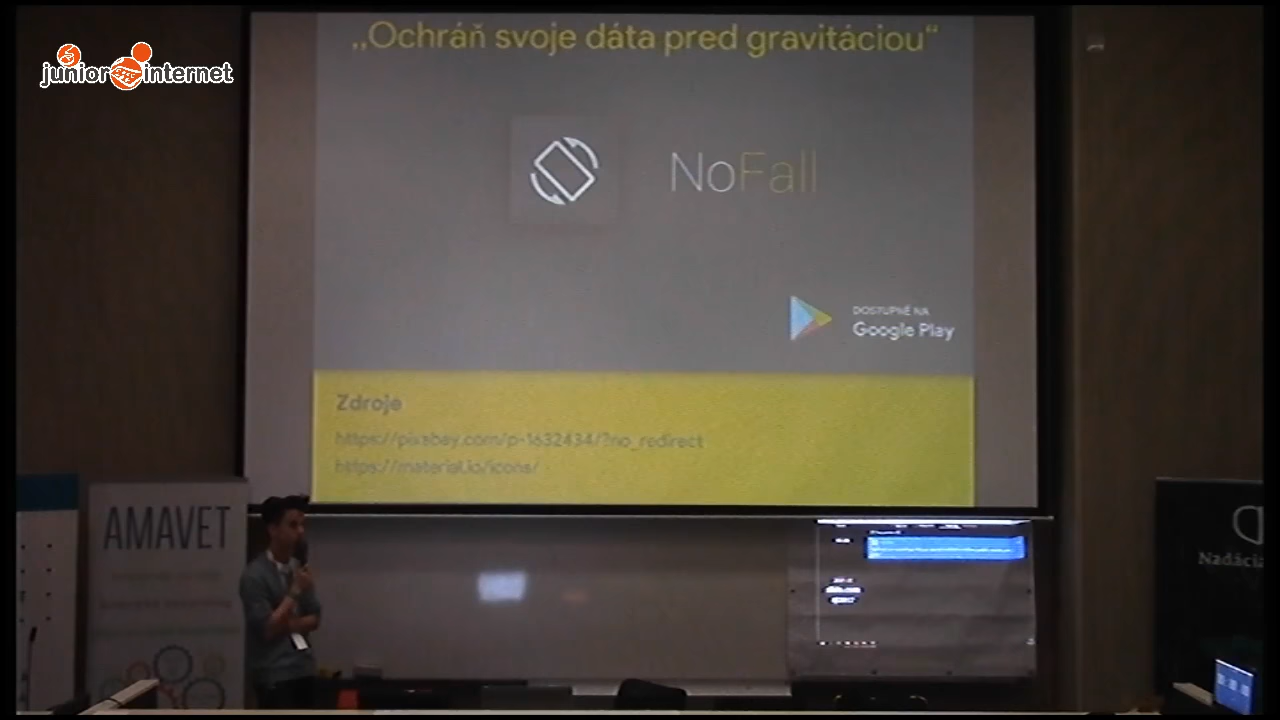 „Ochráň svoje dáta pred gravitáciou“
junior internet
NoFall
DOSTUPNÉ NA
Google Play
Zdroje
https://pixabay.com/p-1632434/?no_redirect
https://material.io/icons/
AMAVET
Nadácia